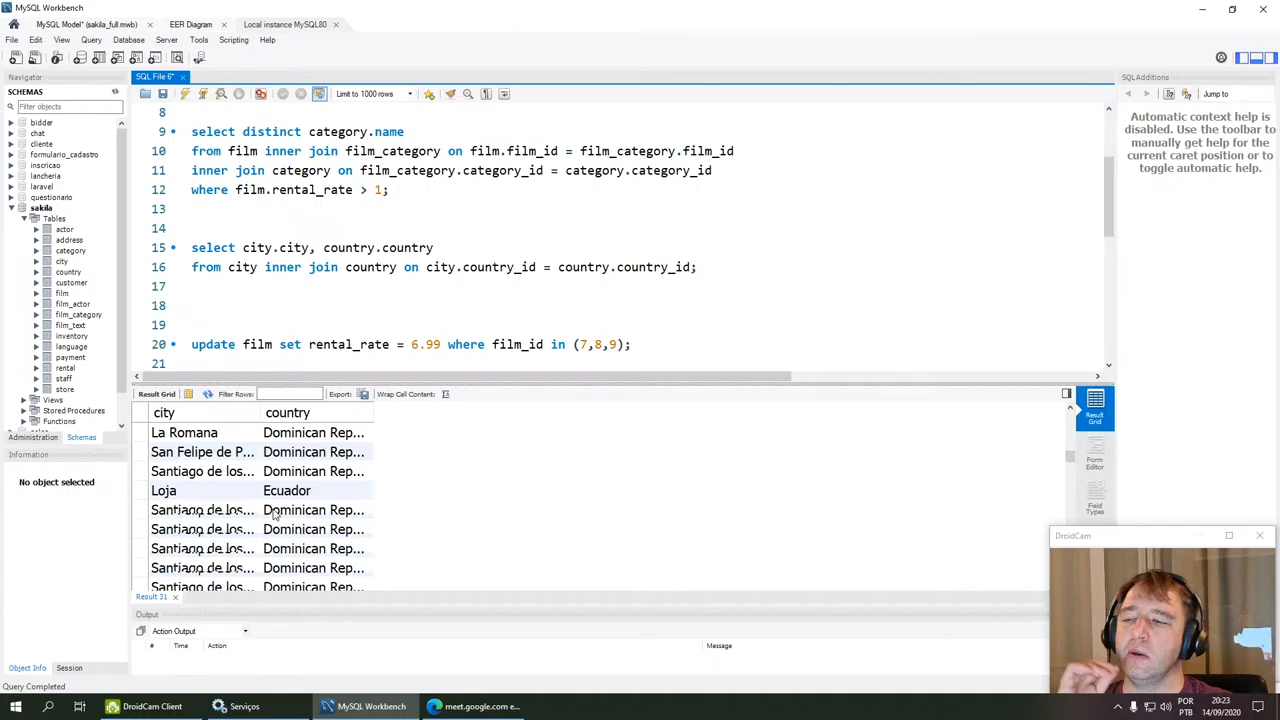 MySQL Workbench
MySQL Model* (sakila_full.mwb)
EER Diagram
Local instance MySQL80
File Edit View Query Database Server Tools Scripting Help
Navigator
SCHEMAS
Filter objects
bidder
chat
cliente
formulario_cadastro
inscricao
lancheria
laravel
questionario
sakila
Tables
actor
address
category
city
country
customer
film
film_actor
film_category
film_text
inventory
language
payment
rental
staff
store
Views
Stored Procedures
Functions
Administration Schemas
Information
No object selected
Object Info Session
Query Completed
SQL File 6*
Limit to 1000 rows
8
9 select distinct category.name
10 from film inner join film_category on film.film_id = film_category.film_id
11 inner join category on film_category.category_id = category.category_id
12 where film.rental_rate > 1;
13
14
15 select city.city, country.country
16 from city inner join country on city.country_id = country.country_id;
17
18
19
20 update film set rental_rate = 6.99 where film_id in (7,8,9);
21
Result Grid Filter Rows: Export: Wrap Cell Content:
city country
La Romana Dominican Rep...
San Felipe de P... Dominican Rep...
Santiago de los... Dominican Rep...
Loja Ecuador
Santiago de los... Dominican Rep...
Santiago de los... Dominican Rep...
Santiago de los... Dominican Rep...
Santiago de los... Dominican Rep...
Santiago de los... Dominican Rep...
Result 31
Output
Action Output
# Time Action Message
Result
Grid
Form
Editor
Field
Types
SQLAdditions
Jump to
Automatic context help is
disabled. Use the toolbar to
manually get help for the
current caret position or to
toggle automatic help.
DroidCam
DroidCam Client
Serviços
MySQL Workbench
meet.google.com e...
POR
PTB
20:23
14/09/2020